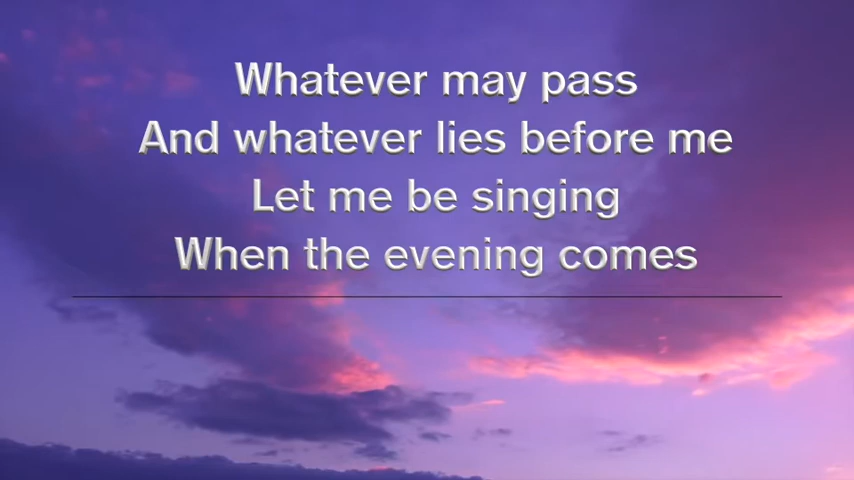 Whatever may pass
And whatever lies before me
Let me be singing
When the evening comes